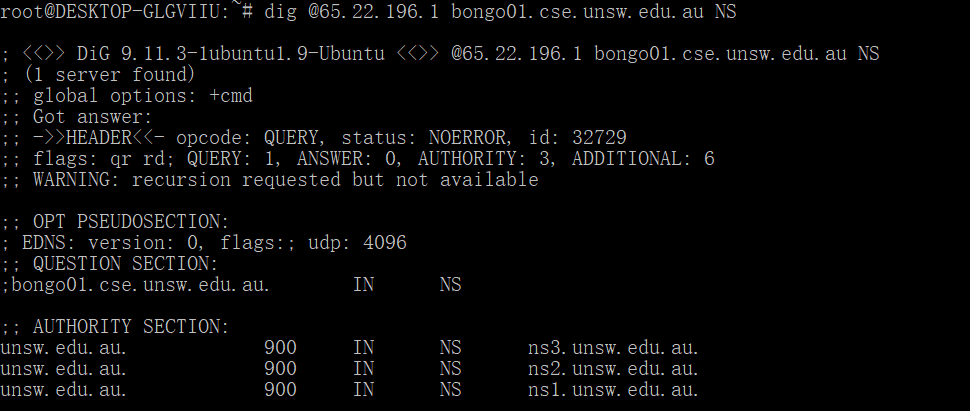 root@DESKTOP-GLGVIIU:~# dig @65.22.196.1 bongo01.cse.unsw.edu.au NS
; <<>> DiG 9.11.3-1ubuntu1.9-Ubuntu <<>> @65.22.196.1 bongo01.cse.unsw.edu.au NS
; (1 server found)
;; global options: +cmd
;; Got answer:
;; ->>HEADER<<- opcode: QUERY, status: NOERROR, id: 32729
;; flags: qr rd; QUERY: 1, ANSWER: 0, AUTHORITY: 3, ADDITIONAL: 6
;; WARNING: recursion requested but not available
;; OPT PSEUDOSECTION:
; EDNS: version: 0, flags:; udp: 4096
;; QUESTION SECTION:
;bongo01.cse.unsw.edu.au. IN NS
;; AUTHORITY SECTION:
unsw.edu.au. 900 IN NS ns3.unsw.edu.au.
unsw.edu.au. 900 IN NS ns2.unsw.edu.au.
unsw.edu.au. 900 IN NS ns1.unsw.edu.au.